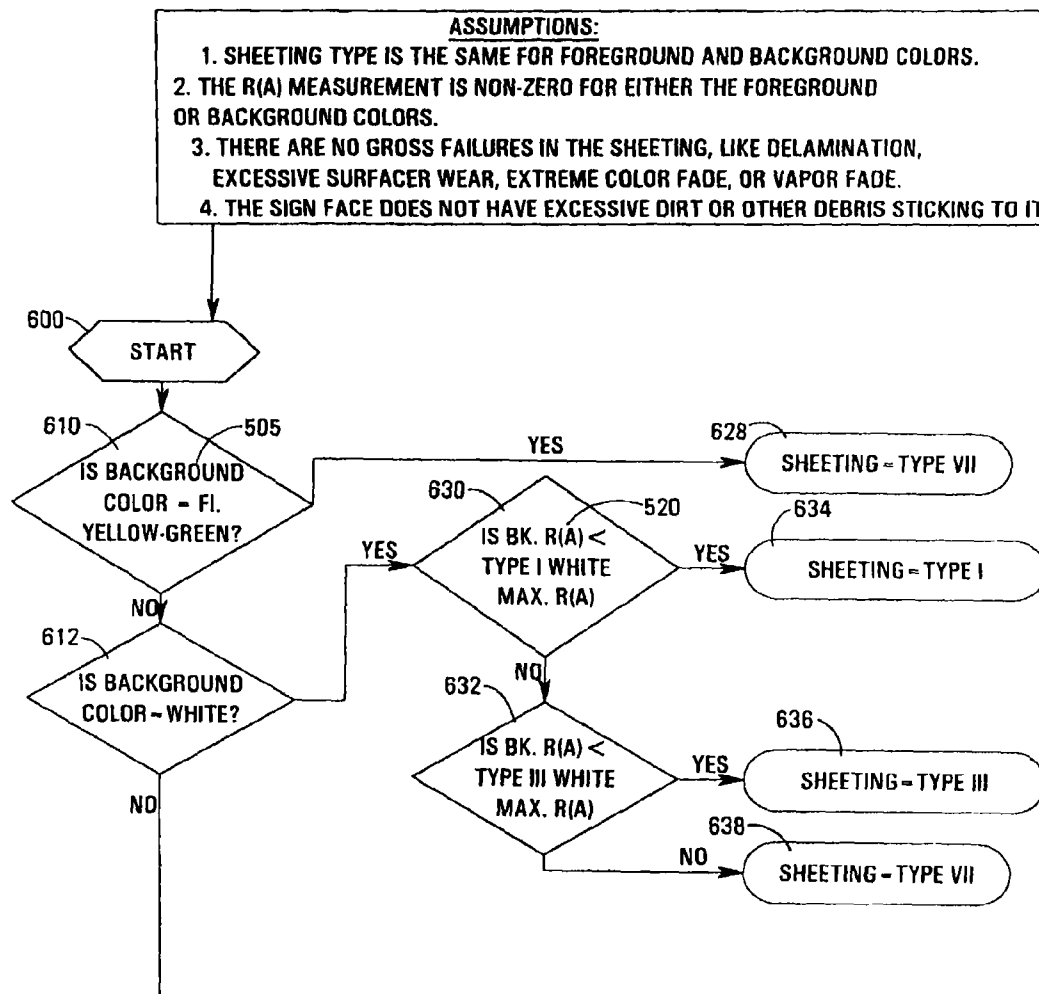 ASSUMPTIONS:
1. SHEETING TYPE IS THE SAME FOR FOREGROUND AND BACKGROUND COLORS.
2. THE R(A) MEASUREMENT IS NON-ZERO FOR EITHER THE FOREGROUND
OR BACKGROUND COLORS.
3. THERE ARE NO GROSS FAILURES IN THE SHEETING, LIKE DELAMINATION,
EXCESSIVE SURFACER WEAR, EXTREME COLOR FADE, OR VAPOR FADE.
4. THE SIGN FACE DOES NOT HAVE EXCESSIVE DIRT OR OTHER DEBRIS STICKING TO IT
600
START
610
505
IS BACKGROUND
COLOR = FI.
YELLOW-GREEN?
YES
628
SHEETING = TYPE VII
NO
612
IS BACKGROUND
COLOR = WHITE?
YES
630
520
IS BK. R(A) <
TYPE I WHITE
MAX. R(A)
YES
634
SHEETING = TYPE I
NO
632
IS BK. R(A) <
TYPE III WHITE
MAX. R(A)
YES
636
SHEETING = TYPE III
NO
638
SHEETING = TYPE VII
NO